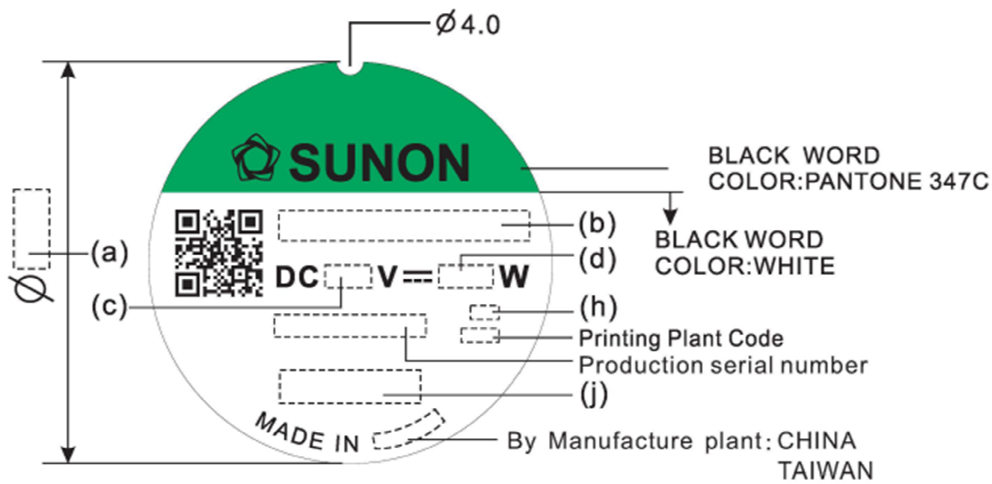 Ø4.0
SUNON
BLACK WORD
COLOR:PANTONE 347C
(b)
BLACK WORD
COLOR:WHITE
(a)
Ø
DC V W
(d)
(c)
(h)
Printing Plant Code
Production serial number
(j)
MADE IN
By Manufacture plant: CHINA
TAIWAN